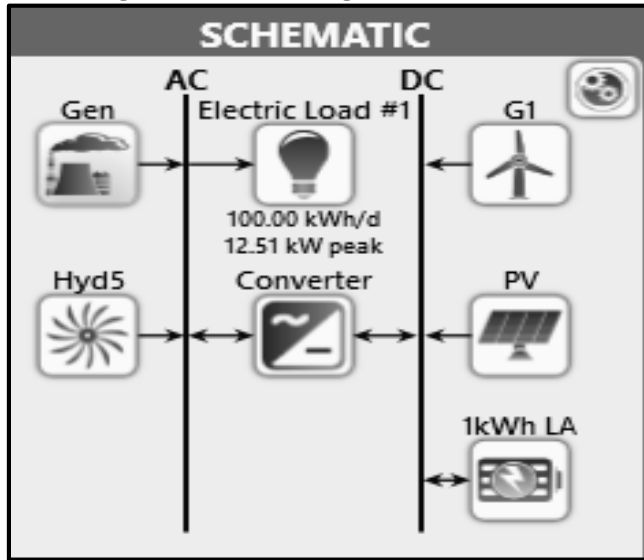 SCHEMATIC
AC DC
Gen Electric Load #1 G1
100.00 kWh/d
12.51 kW peak
Hyd5 Converter PV
1kWh LA